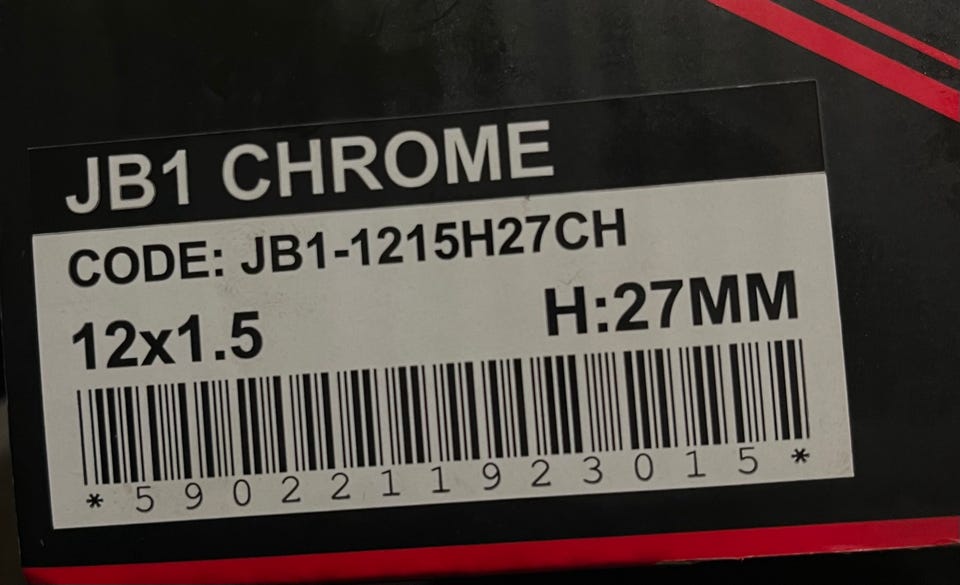 JB1 CHROME
CODE: JB1-1215H27CH
12x1.5 H:27MM
*5902211923015*